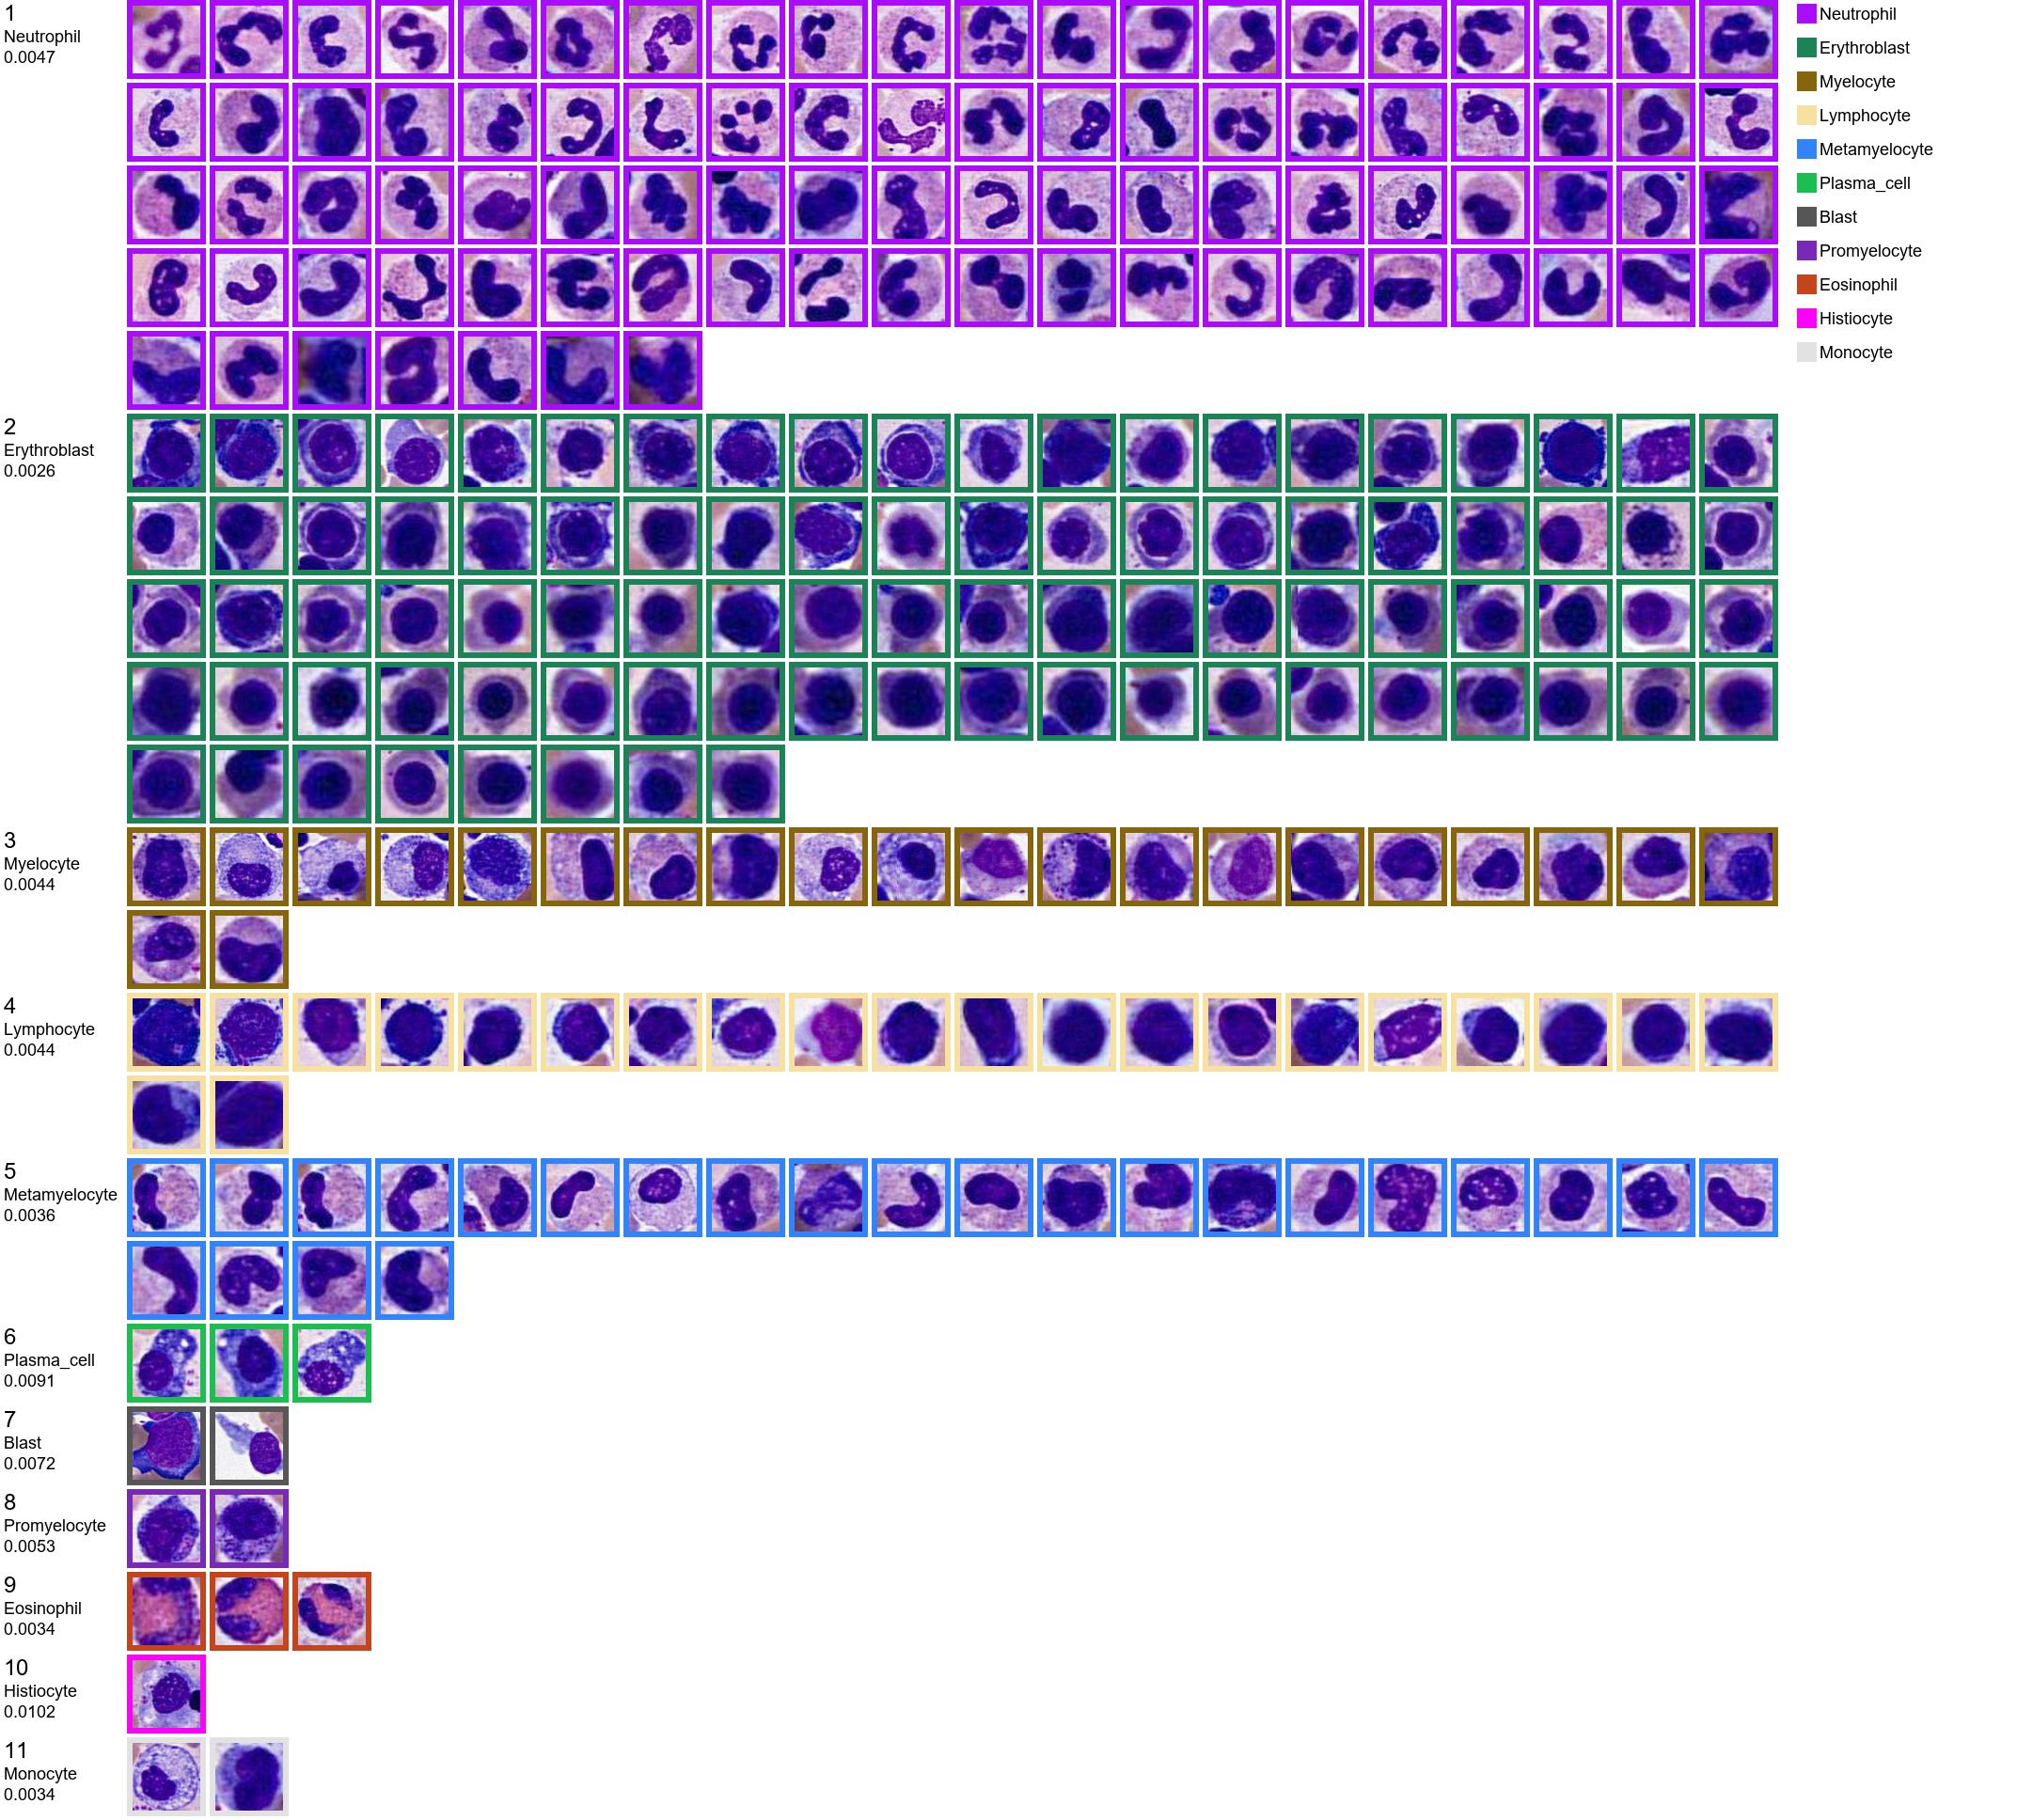 1
Neutrophil
0.0047
2
Erythroblast
0.0026
3
Myelocyte
0.0044
4
Lymphocyte
0.0044
5
Metamyelocyte
0.0036
6
Plasma_cell
0.0091
7
Blast
0.0072
8
Promyelocyte
0.0053
9
Eosinophil
0.0034
10
Histiocyte
0.0102
11
Monocyte
0.0034
Neutrophil
Erythroblast
Myelocyte
Lymphocyte
Metamyelocyte
Plasma_cell
Blast
Promyelocyte
Eosinophil
Histiocyte
Monocyte